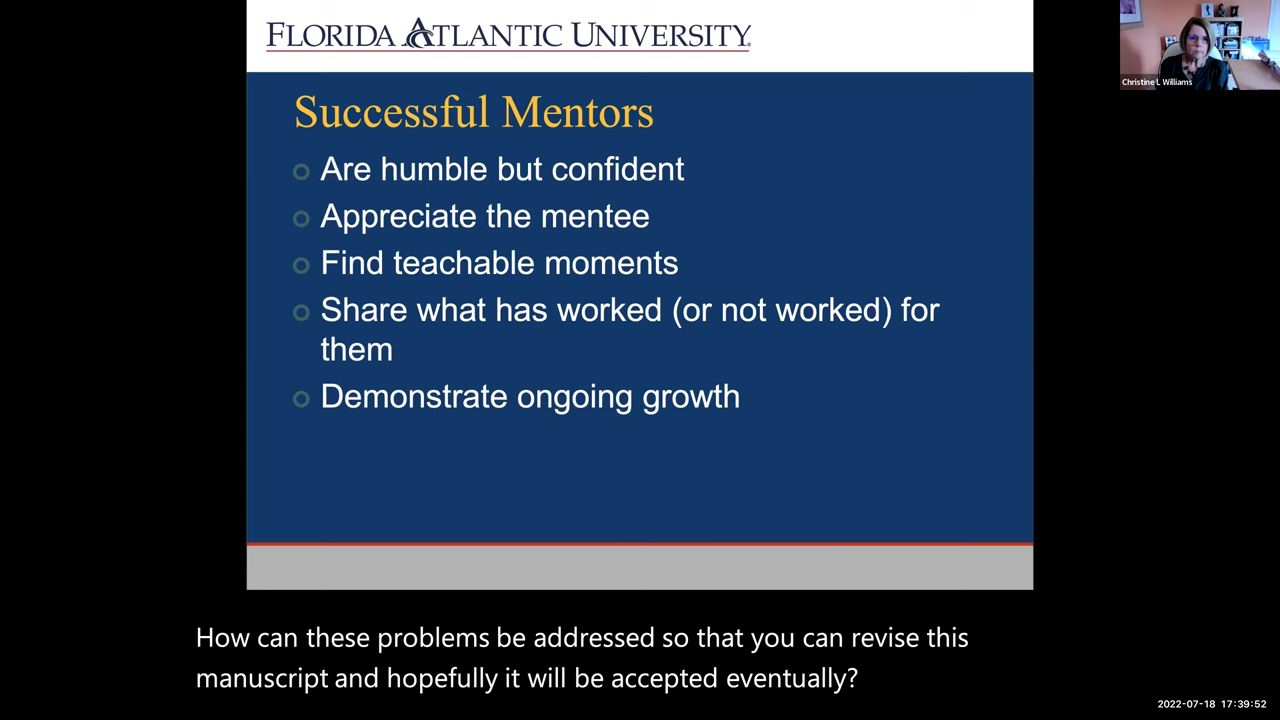 FLORIDA ATLANTIC UNIVERSITY
Successful Mentors
Are humble but confident
Appreciate the mentee
Find teachable moments
Share what has worked (or not worked) for
them
Demonstrate ongoing growth
Christine L Williams
How can these problems be addressed so that you can revise this
manuscript and hopefully it will be accepted eventually?
2022-07-18 17:39:52